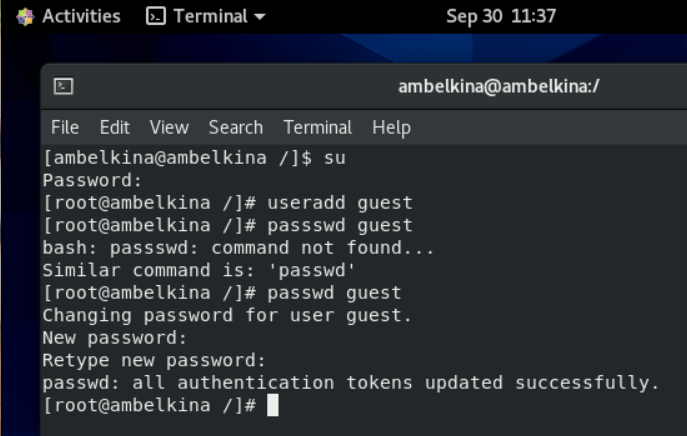 Activities Terminal Sep 30 11:37
ambelkina@ambelkina:/
File Edit View Search Terminal Help
[ambelkina@ambelkina /]$ su
Password:
[root@ambelkina /]# useradd guest
[root@ambelkina /]# passswd guest
bash: passswd: command not found...
Similar command is: 'passwd'
[root@ambelkina /]# passwd guest
Changing password for user guest.
New password:
Retype new password:
passwd: all authentication tokens updated successfully.
[root@ambelkina /]#